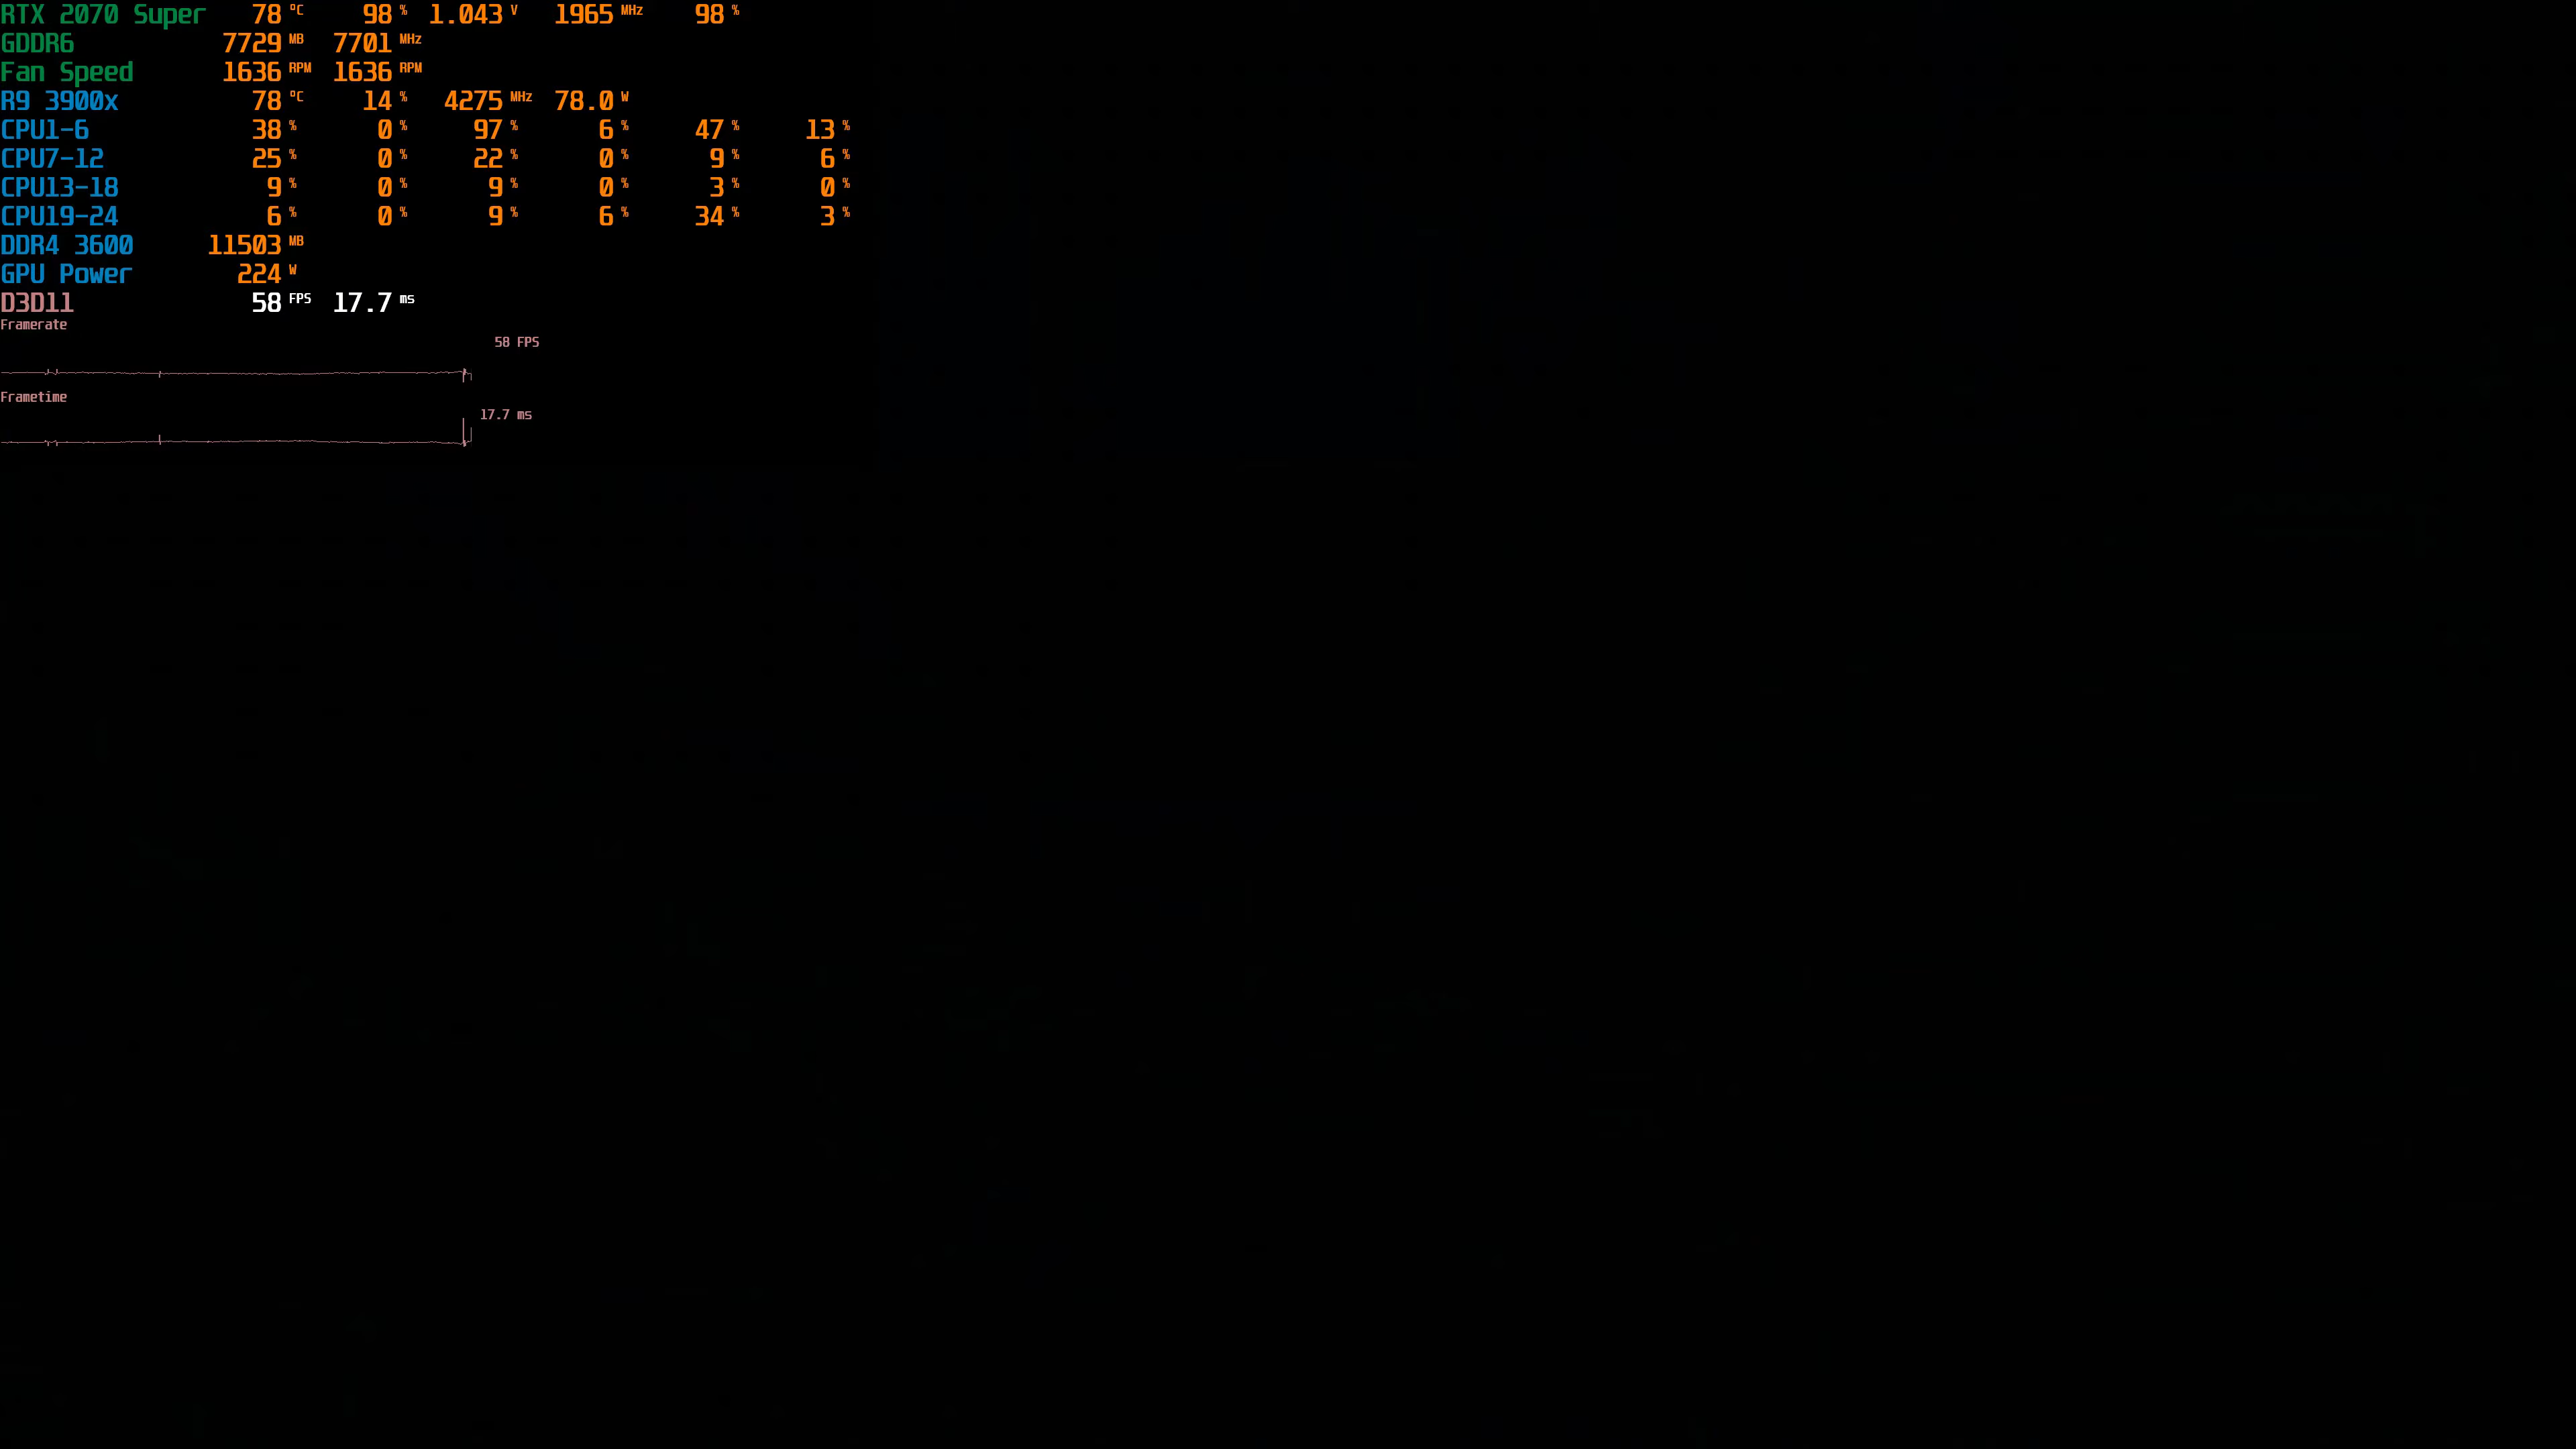 RTX 2070 Super 78 °C 98 % 1.043 V 1965 MHz 98 %
GDDR6 7729 MB 7701 MHz
Fan Speed 1636 RPM 1636 RPM
R9 3900x 78 °C 14 % 4275 MHz 78.0 W
CPU1-6 38 % 0 % 97 % 6 % 47 % 13 %
CPU7-12 25 % 0 % 22 % 0 % 9 % 6 %
CPU13-18 9 % 0 % 9 % 0 % 3 % 0 %
CPU19-24 6 % 0 % 9 % 6 % 34 % 3 %
DDR4 3600 11503 MB
GPU Power 224 W
D3D11 58 FPS 17.7 ms
Framerate
58 FPS
Frametime
17.7 ms